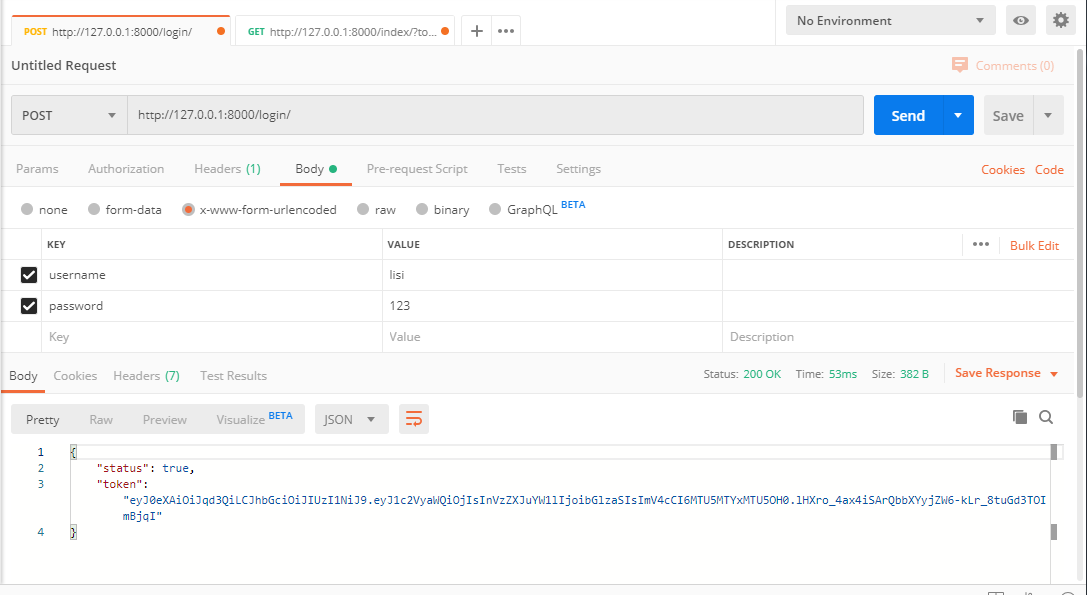 POST http://127.0.0.1:8000/login/ GET http://127.0.0.1:8000/index/?to... No Environment
Untitled Request Comments (0)
POST http://127.0.0.1:8000/login/ Send Save
Params Authorization Headers (1) Body Pre-request Script Tests Settings Cookies Code
none form-data x-www-form-urlencoded raw binary GraphQL BETA
KEY VALUE DESCRIPTION Bulk Edit
username lisi
password 123
Key Value Description
Body Cookies Headers (7) Test Results Status: 200 OK Time: 53ms Size: 382 B Save Response
Pretty Raw Preview Visualize BETA JSON
1 {
2 "status": true,
3 "token":
"eyJ0eXAiOiJqd3QiLCJhbGciOiJIUzI1NiJ9.eyJ1c2VyaWQiOjIsInVzZXJuYW1lIjoibGlzaSIsImV4cCI6MTU5MTYxMTU5OH0.lHXro_4ax4iSArQbbXYyjZW6-kLr_8tuGd3TOI
mBjqI"
4 }